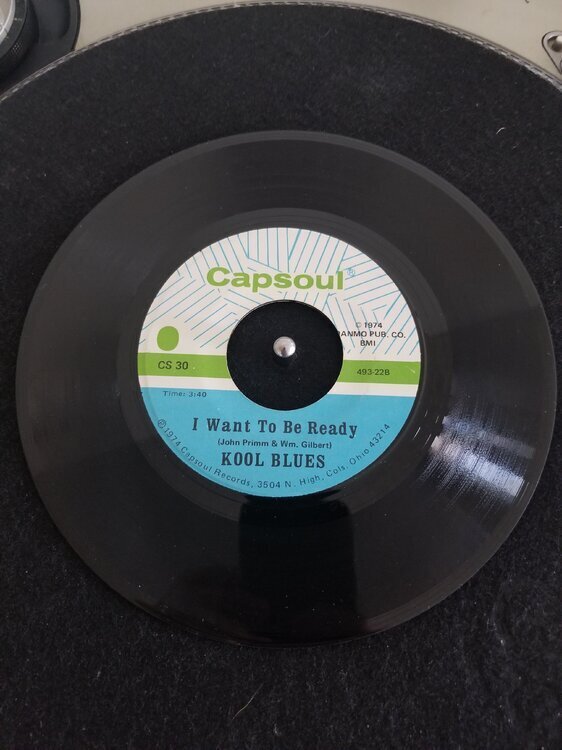 Capsoul®
© 1974
DANMO PUB. CO.
BMI
CS 30
493-22B
Time: 3:40
I Want To Be Ready
(John Primm & Wm. Gilbert)
KOOL BLUES
©1974 Capsoul Records, 3504 N. High, Cols. Ohio 43214